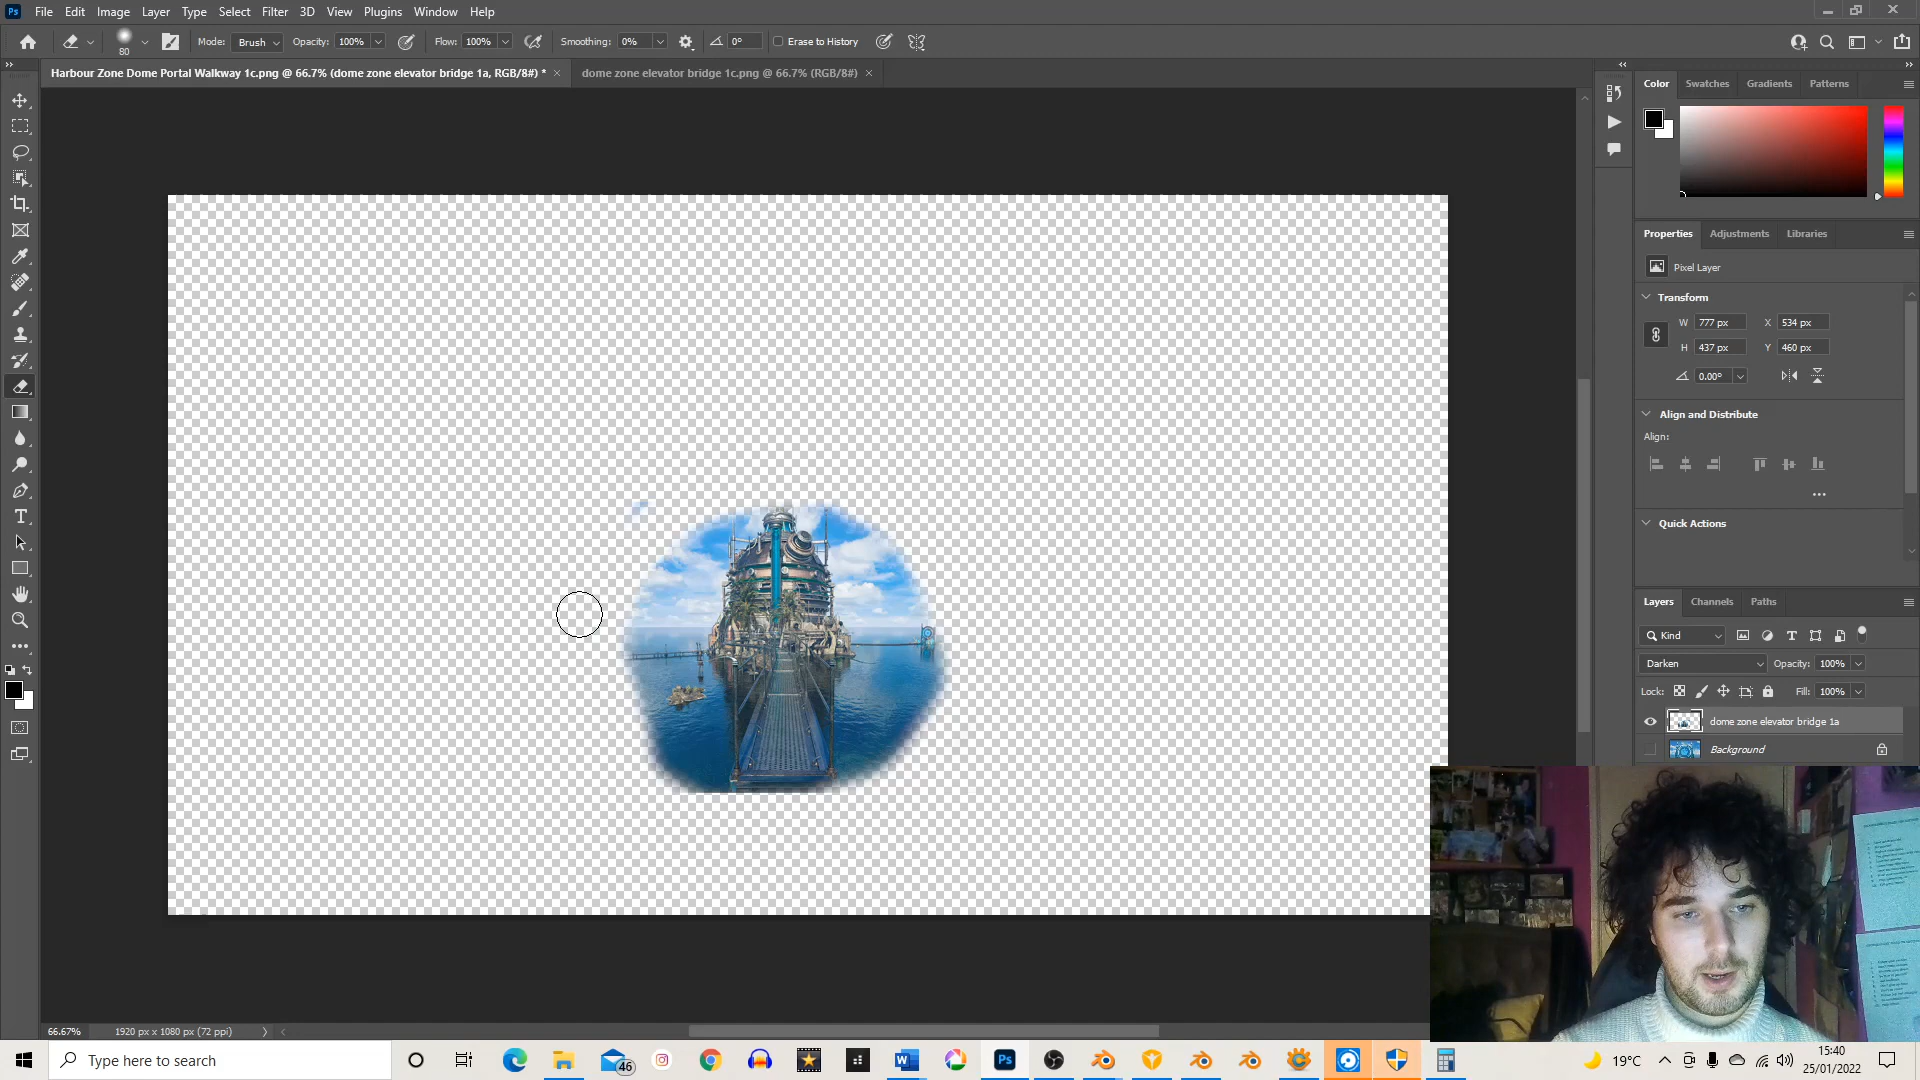 Ps File Edit Image Layer Type Select Filter 3D View Plugins Window Help
80 Mode: Brush Opacity: 100% Flow: 100% Smoothing: 0% 0° Erase to History
Harbour Zone Dome Portal Walkway 1c.png @ 66.7% (dome zone elevator bridge 1a, RGB/8#) * × dome zone elevator bridge 1c.png @ 66.7% (RGB/8#) ×
Color Swatches Gradients Patterns
Properties Adjustments Libraries
Pixel Layer
Transform
W 777 px X 534 px
H 437 px Y 460 px
0.00°
Align and Distribute
Align:
Quick Actions
Layers Channels Paths
Kind
Darken Opacity: 100%
Lock: Fill: 100%
dome zone elevator bridge 1a
Background
66.67% 1920 px x 1080 px (72 ppi)
Type here to search
46
Ps
19°C
15:40
25/01/2022